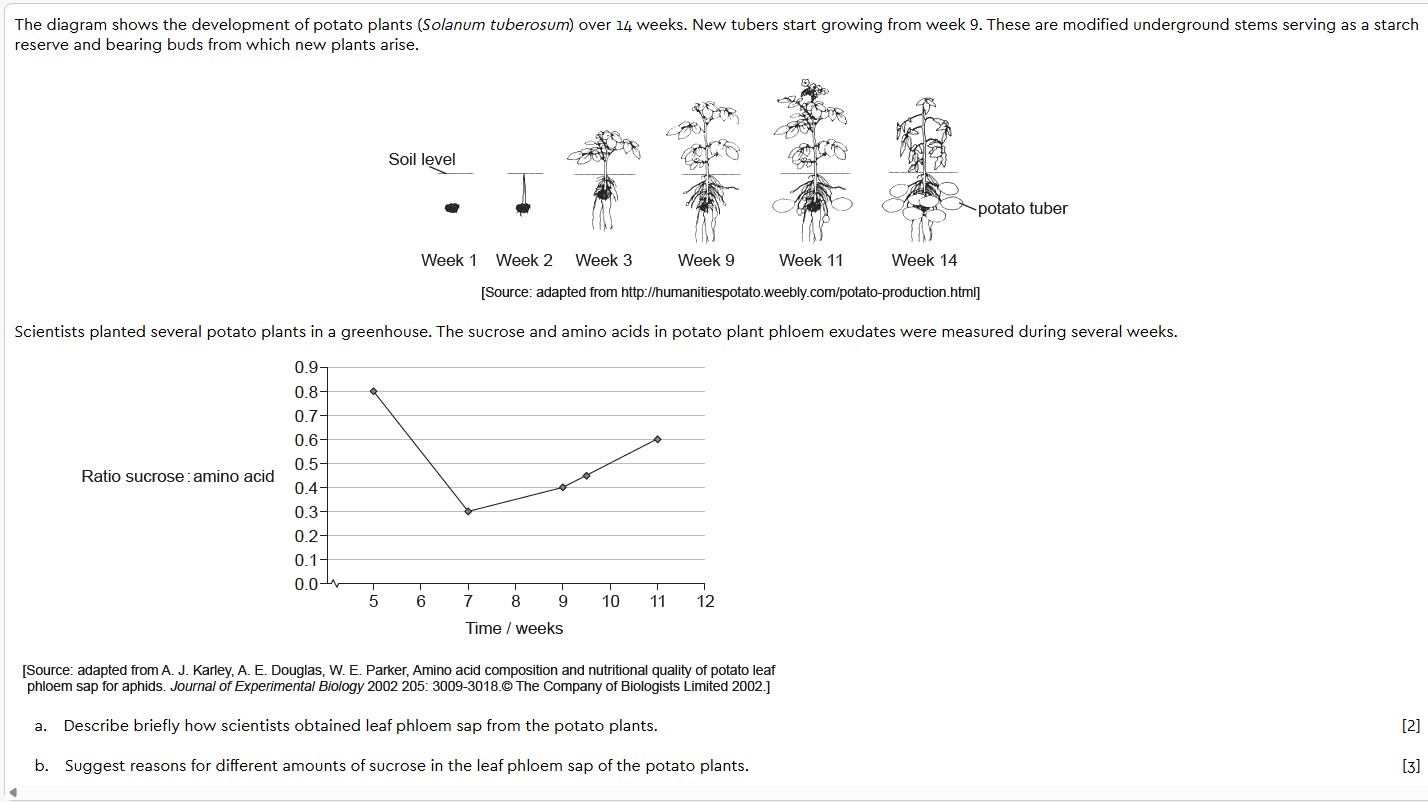 The diagram shows the development of potato plants (Solanum tuberosum) over 14 weeks. New tubers start growing from week 9. These are modified underground stems serving as a starch
reserve and bearing buds from which new plants arise.
Soil level
potato tuber
Week 1 Week 2 Week 3 Week 9 Week 11 Week 14
[Source: adapted from http://humanitiespotato.weebly.com/potato-production.html]
Scientists planted several potato plants in a greenhouse. The sucrose and amino acids in potato plant phloem exudates were measured during several weeks.
0.9
0.8
0.7
0.6
0.5
Ratio sucrose : amino acid
0.4
0.3
0.2
0.1
0.0
5 6 7 8 9 10 11 12
Time / weeks
[Source: adapted from A. J. Karley, A. E. Douglas, W. E. Parker, Amino acid composition and nutritional quality of potato leaf
phloem sap for aphids. Journal of Experimental Biology 2002 205: 3009-3018.© The Company of Biologists Limited 2002.]
a. Describe briefly how scientists obtained leaf phloem sap from the potato plants. [2]
b. Suggest reasons for different amounts of sucrose in the leaf phloem sap of the potato plants. [3]